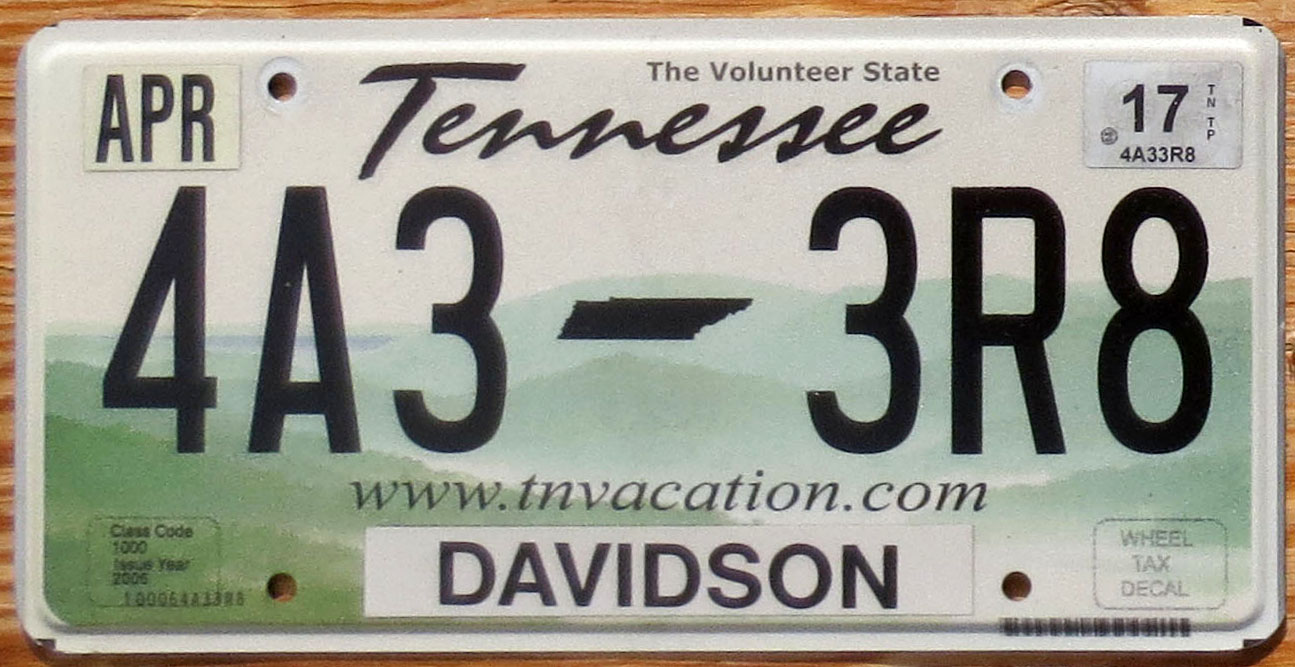 The Volunteer State
APR
Tennessee
17
TN TP
4A33R8
4A3 3R8
www.tnvacation.com
Class Code
1000
Issue Year
2006
100064A33R8
DAVIDSON
WHEEL
TAX
DECAL